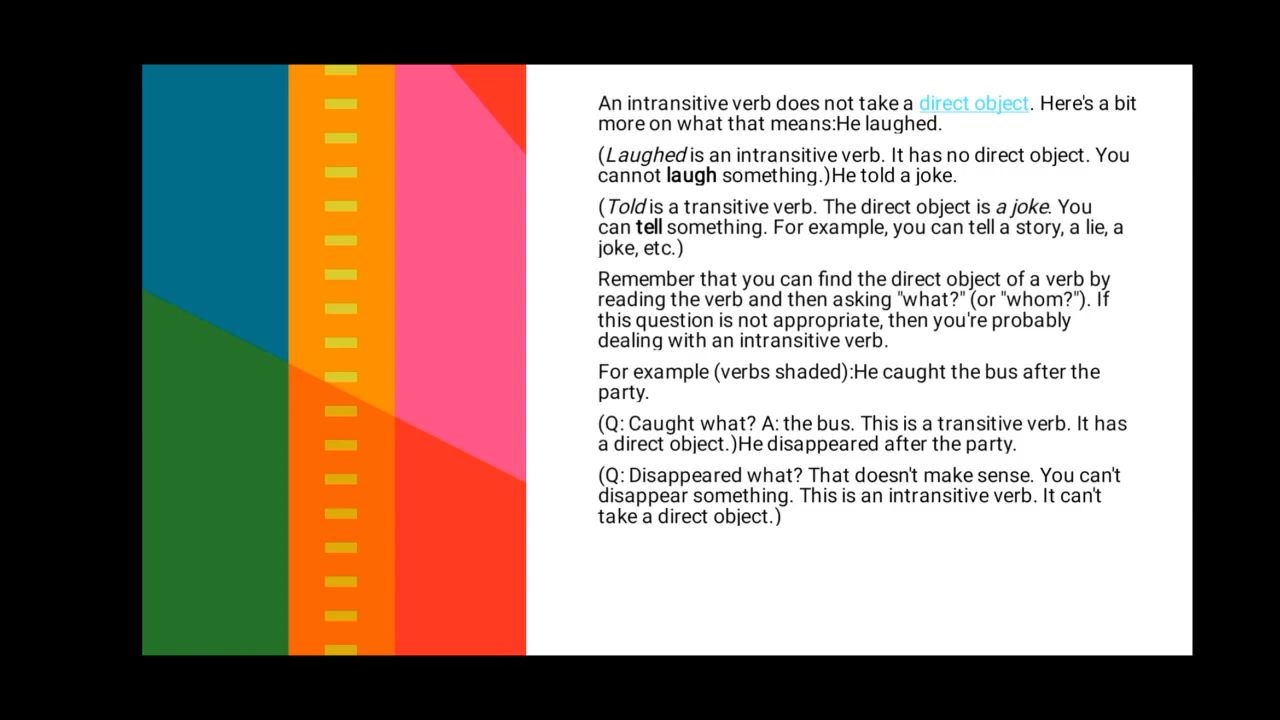 An intransitive verb does not take a direct object. Here's a bit
more on what that means:He laughed.
(Laughed is an intransitive verb. It has no direct object. You
cannot laugh something.)He told a joke.
(Told is a transitive verb. The direct object is a joke. You
can tell something. For example, you can tell a story, a lie, a
joke, etc.)
Remember that you can find the direct object of a verb by
reading the verb and then asking "what?" (or "whom?"). If
this question is not appropriate, then you're probably
dealing with an intransitive verb.
For example (verbs shaded):He caught the bus after the
party.
(Q: Caught what? A: the bus. This is a transitive verb. It has
a direct object.)He disappeared after the party.
(Q: Disappeared what? That doesn't make sense. You can't
disappear something. This is an intransitive verb. It can't
take a direct object.)